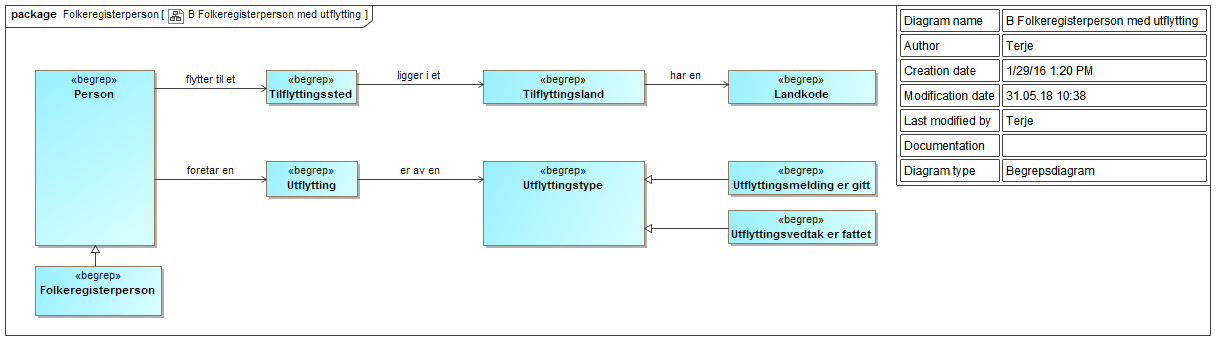 package Folkeregisterperson [ B Folkeregisterperson med utflytting ]
Diagram name B Folkeregisterperson med utflytting
Author Terje
Creation date 1/29/16 1:20 PM
Modification date 31.05.18 10:38
Last modified by Terje
Documentation
Diagram type Begrepsdiagram
«begrep»
Person
flytter til et
«begrep»
Tilflyttingssted
ligger i et
«begrep»
Tilflyttingsland
har en
«begrep»
Landkode
foretar en
«begrep»
Utflytting
er av en
«begrep»
Utflyttingstype
«begrep»
Utflyttingsmelding er gitt
«begrep»
Utflyttingsvedtak er fattet
«begrep»
Folkeregisterperson